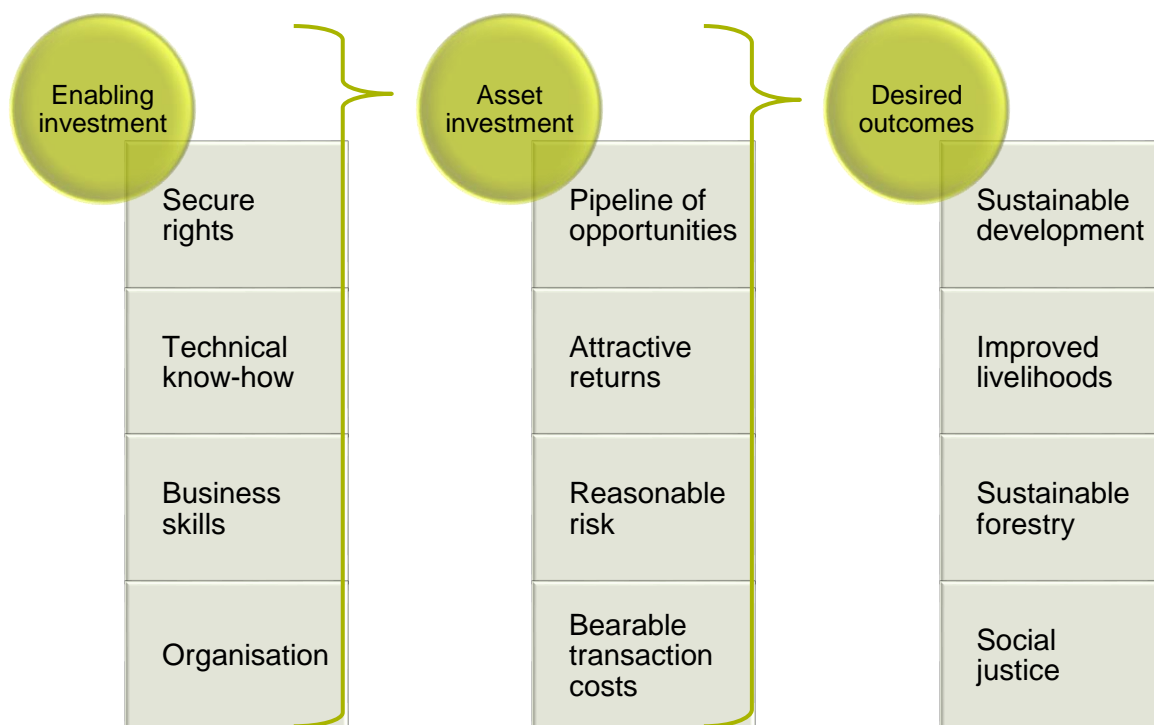 Enabling
investment
Secure
rights
Technical
know-how
Business
skills
Organisation
Asset
investment
Pipeline of
opportunities
Attractive
returns
Reasonable
risk
Bearable
transaction
costs
Desired
outcomes
Sustainable
development
Improved
livelihoods
Sustainable
forestry
Social
justice